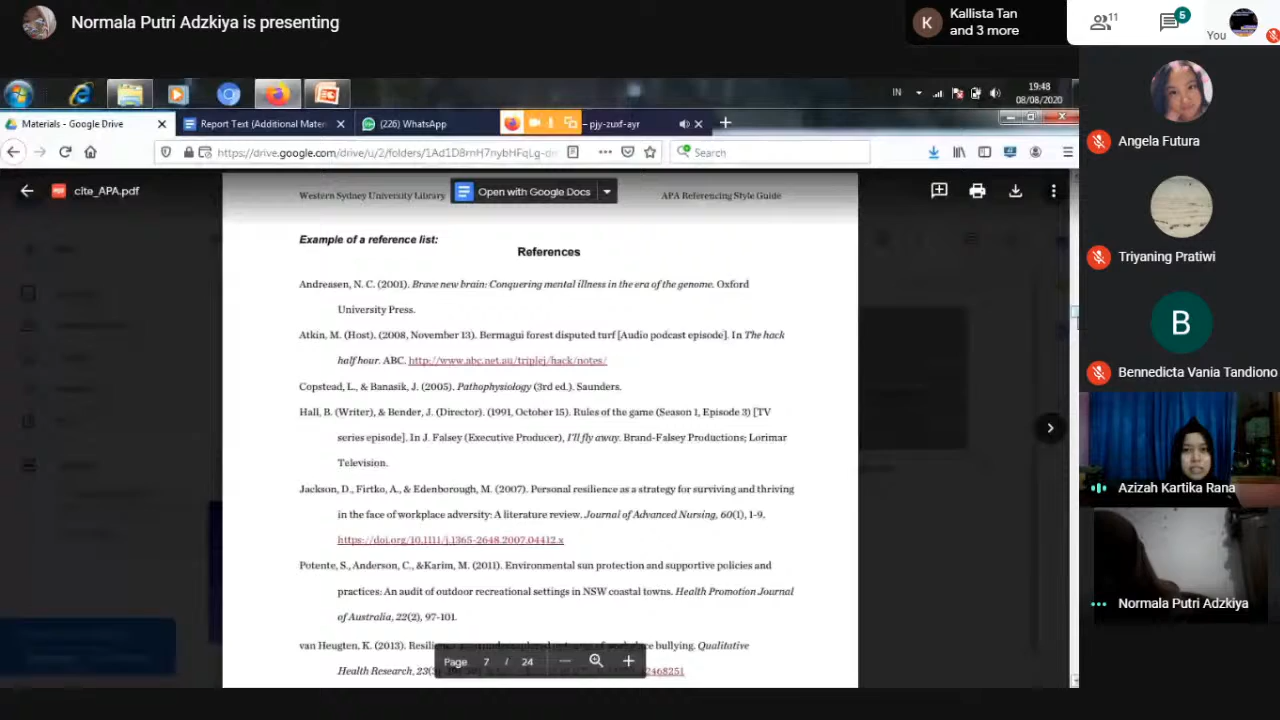 Normala Putri Adzkiya is presenting
K
Kallista Tan
and 3 more
11
5
You
IN
19:48
08/08/2020
Materials - Google Drive
Report Text (Additional Mater
(226) WhatsApp
– pjy-zuxf-ayr
https://drive.google.com/drive/u/2/folders/
Search
PDF
cite_APA.pdf
Open with Google Docs
Western Sydney University Library
APA Referencing Style Guide
Example of a reference list:
References
Andreasen, N. C. (2001). Brave new brain: Conquering mental illness in the era of the genome. Oxford
University Press.
Atkin, M. (Host). (2008, November 13). Bermagui forest disputed turf [Audio podcast episode]. In The hack
half hour. ABC. http://www.abc.net.au/triplej/hack/notes/
Copstead, L., & Banasik, J. (2005). Pathophysiology (3rd ed.). Saunders.
Hall, B. (Writer), & Bender, J. (Director). (1991, October 15). Rules of the game (Season 1, Episode 3) [TV
series episode]. In J. Falsey (Executive Producer), I'll fly away. Brand-Falsey Productions; Lorimar
Television.
Jackson, D., Firtko, A., & Edenborough, M. (2007). Personal resilience as a strategy for surviving and thriving
in the face of workplace adversity: A literature review. Journal of Advanced Nursing, 60(1), 1-9.
https://doi.org/10.1111/j.1365-2648.2007.04412.x
Potente, S., Anderson, C., &Karim, M. (2011). Environmental sun protection and supportive policies and
practices: An audit of outdoor recreational settings in NSW coastal towns. Health Promotion Journal
of Australia, 22(2), 97-101.
van Heugten, K. (2013). bullying. Qualitative
Health Research, 2468251
Page 7 / 24
Angela Futura
Triyaning Pratiwi
B
Bennedicta Vania Tandiono
Azizah Kartika Rana
Normala Putri Adzkiya